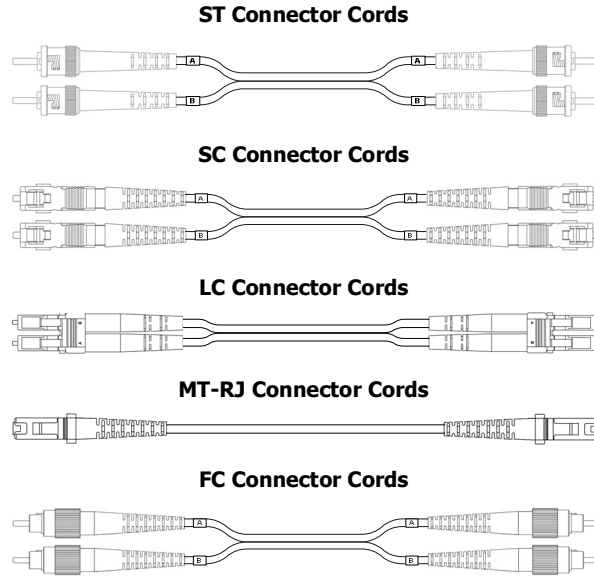 ST Connector Cords
A A
B B
SC Connector Cords
A A
B B
LC Connector Cords
MT-RJ Connector Cords
FC Connector Cords
A A
B B